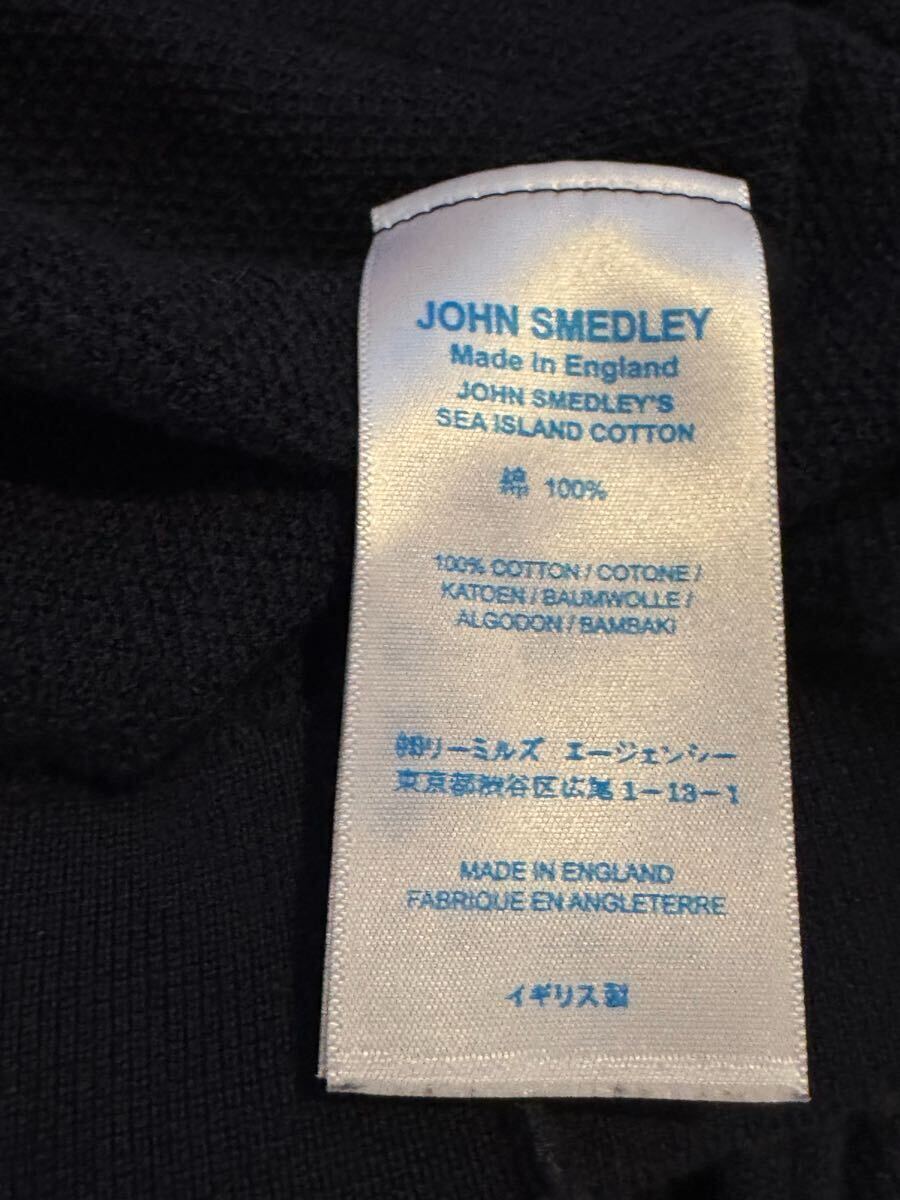 JOHN SMEDLEY
Made in England
JOHN SMEDLEY'S
SEA ISLAND COTTON
綿 100%
100% COTTON / COTONE /
KATOEN / BAUMWOLLE /
ALGODON / BAMBAKI
㈱リーミルズ エージェンシー
東京都渋谷区広尾1-13-1
MADE IN ENGLAND
FABRIQUE EN ANGLETERRE
イギリス製